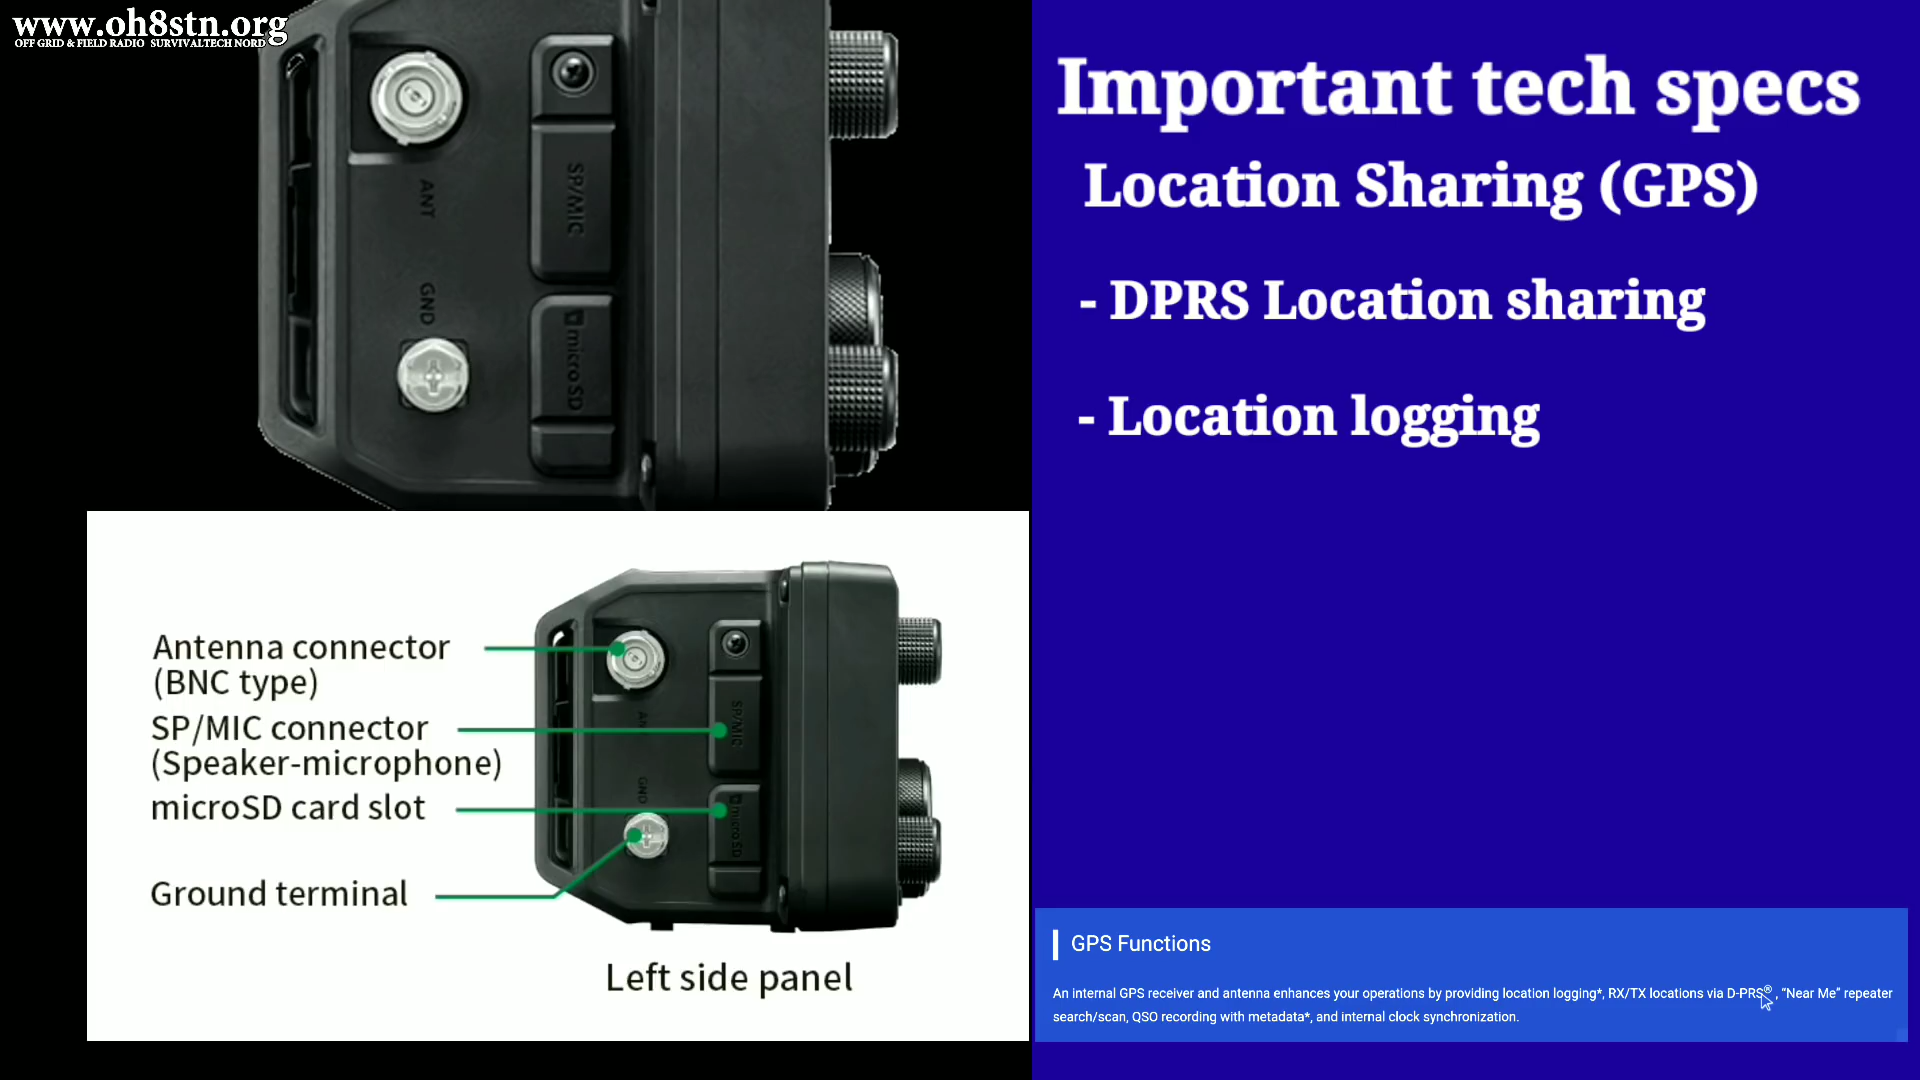 www.oh8stn.org
OFF GRID & FIELD RADIO SURVIVALTECH NORD
ANT
SP/MIC
GND
microSD
Antenna connector
(BNC type)
SP/MIC connector
(Speaker-microphone)
microSD card slot
Ground terminal
SP/MIC
GND
microSD
Left side panel
Important tech specs
Location Sharing (GPS)
- DPRS Location sharing
- Location logging
GPS Functions
An internal GPS receiver and antenna enhances your operations by providing location logging*, RX/TX locations via D-PRS®, “Near Me” repeater
search/scan, QSO recording with metadata*, and internal clock synchronization.